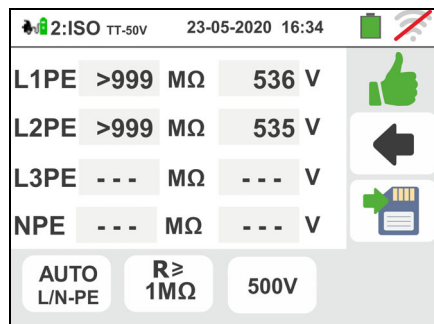 2:ISO TT-50V 23-05-2020 16:34
L1PE >999 MΩ 536 V
L2PE >999 MΩ 535 V
L3PE - - - MΩ - - - V
NPE - - - MΩ - - - V
AUTO R≥ 500V
L/N-PE 1MΩ